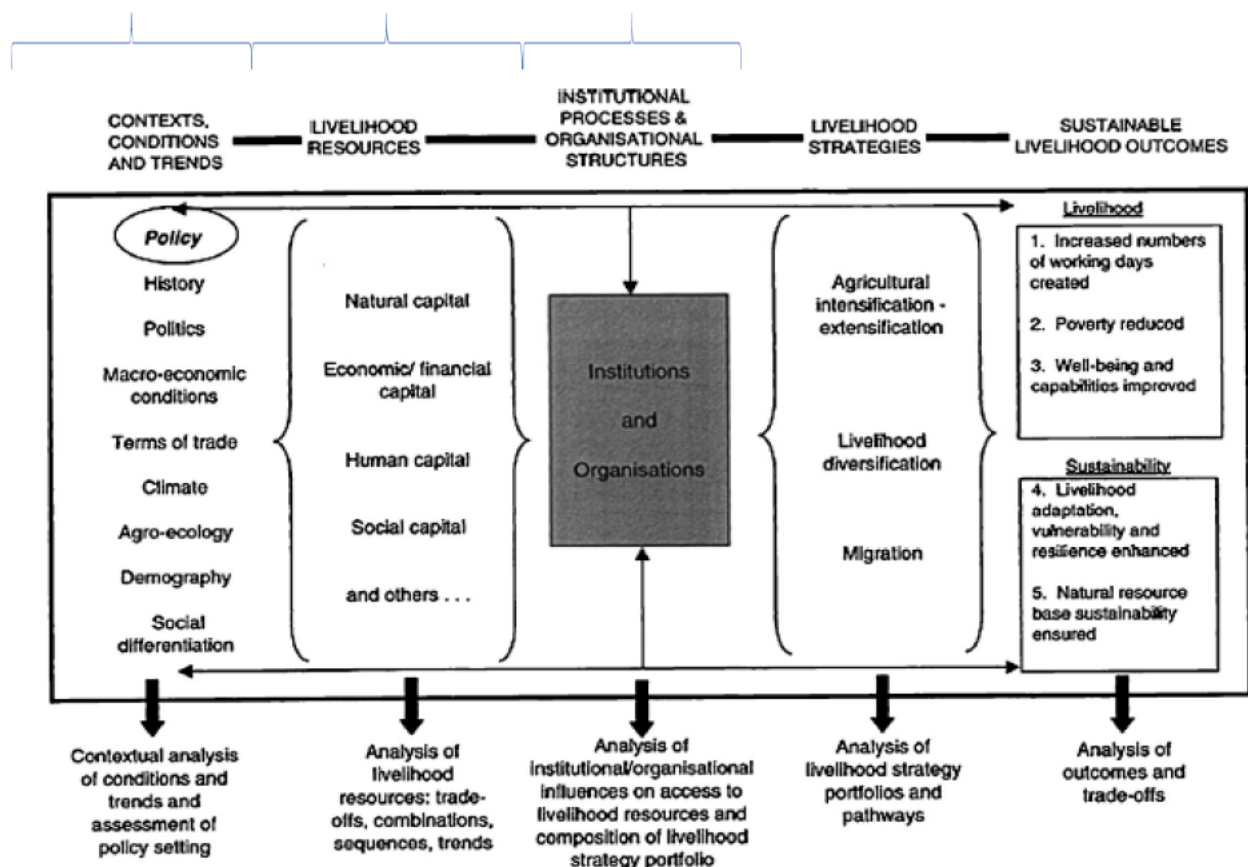 CONTEXTS,
CONDITIONS
AND TRENDS
LIVELIHOOD
RESOURCES
INSTITUTIONAL
PROCESSES &
ORGANISATIONAL
STRUCTURES
LIVELIHOOD
STRATEGIES
SUSTAINABLE
LIVELIHOOD OUTCOMES
Policy
History
Politics
Macro-economic
conditions
Terms of trade
Climate
Agro-ecology
Demography
Social
differentiation
Natural capital
Economic/ financial
capital
Human capital
Social capital
and others . . .
Institutions
and
Organisations
Agricultural
intensification -
extensification
Livelihood
diversification
Migration
Livelihood
1. Increased numbers
of working days
created
2. Poverty reduced
3. Well-being and
capabilities improved
Sustainability
4. Livelihood
adaptation,
vulnerability and
resilience enhanced
5. Natural resource
base sustainability
ensured
Contextual analysis
of conditions and
trends and
assessment of
policy setting
Analysis of
livelihood
resources: trade-
offs, combinations,
sequences, trends
Analysis of
institutional/organisational
influences on access to
livelihood resources and
composition of livelihood
strategy portfolio
Analysis of
livelihood strategy
portfolios and
pathways
Analysis of
outcomes and
trade-offs